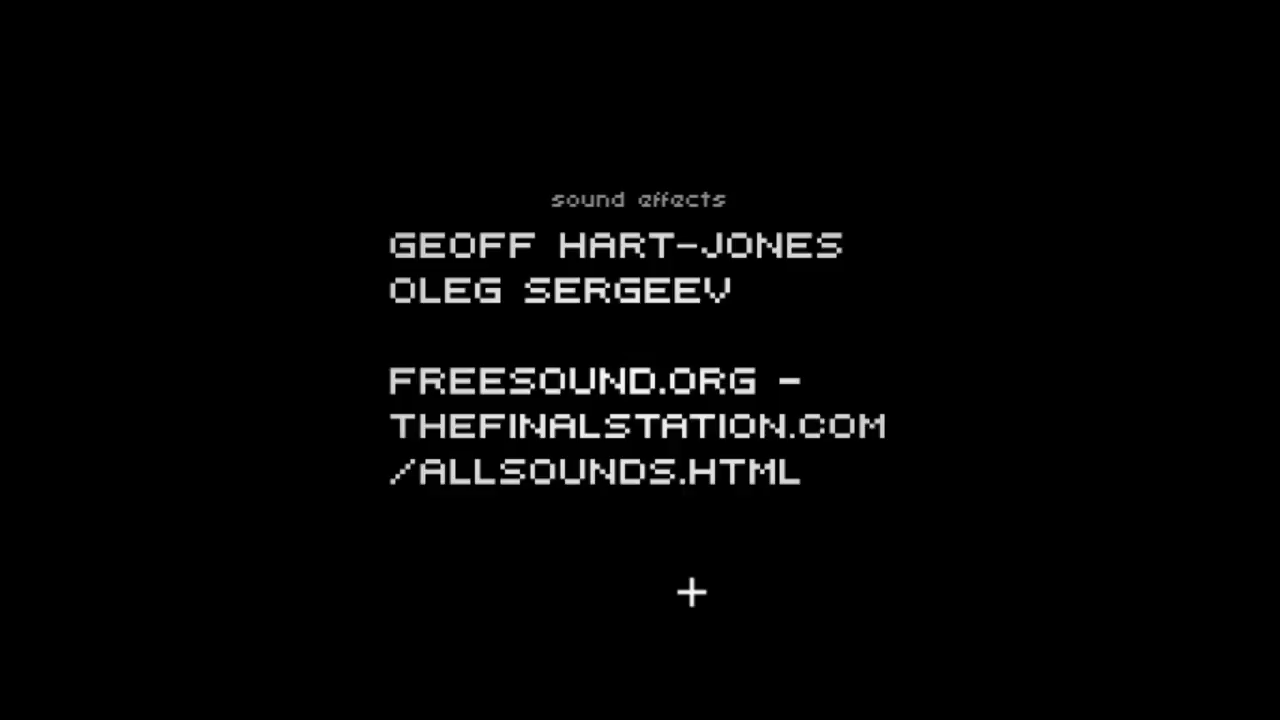 sound effects
GEOFF HART-JONES
OLEG SERGEEV
FREESOUND.ORG -
THEFINALSTATION.COM
/ALLSOUNDS.HTML